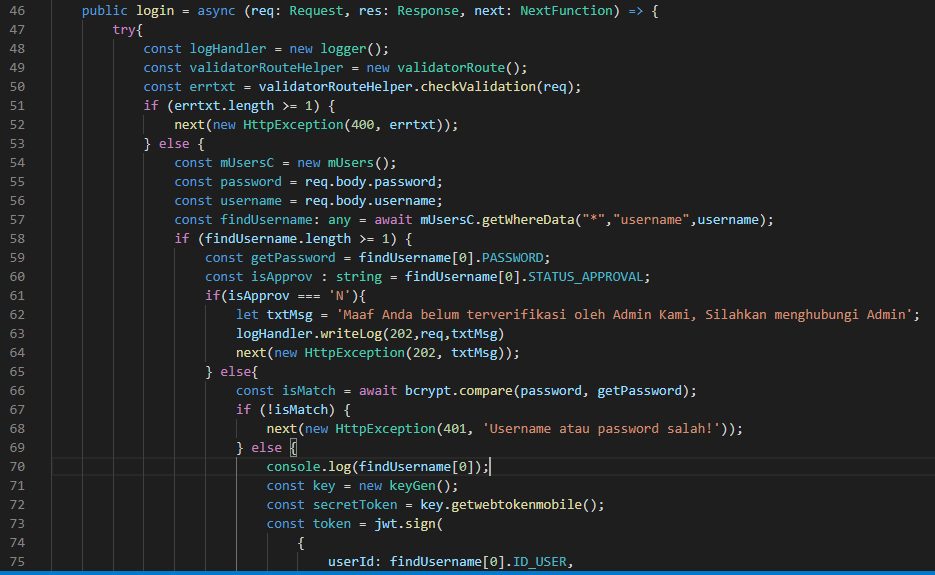 46 public login = async (req: Request, res: Response, next: NextFunction) => {
47 try{
48 const logHandler = new logger();
49 const validatorRouteHelper = new validatorRoute();
50 const errtxt = validatorRouteHelper.checkValidation(req);
51 if (errtxt.length >= 1) {
52 next(new HttpException(400, errtxt));
53 } else {
54 const mUsersC = new mUsers();
55 const password = req.body.password;
56 const username = req.body.username;
57 const findUsername: any = await mUsersC.getWhereData("*","username",username);
58 if (findUsername.length >= 1) {
59 const getPassword = findUsername[0].PASSWORD;
60 const isApprov : string = findUsername[0].STATUS_APPROVAL;
61 if(isApprov === 'N'){
62 let txtMsg = 'Maaf Anda belum terverifikasi oleh Admin Kami, Silahkan menghubungi Admin';
63 logHandler.writeLog(202,req,txtMsg)
64 next(new HttpException(202, txtMsg));
65 } else{
66 const isMatch = await bcrypt.compare(password, getPassword);
67 if (!isMatch) {
68 next(new HttpException(401, 'Username atau password salah!'));
69 } else {
70 console.log(findUsername[0]);
71 const key = new keyGen();
72 const secretToken = key.getwebtokenmobile();
73 const token = jwt.sign(
74 {
75 userId: findUsername[0].ID_USER,